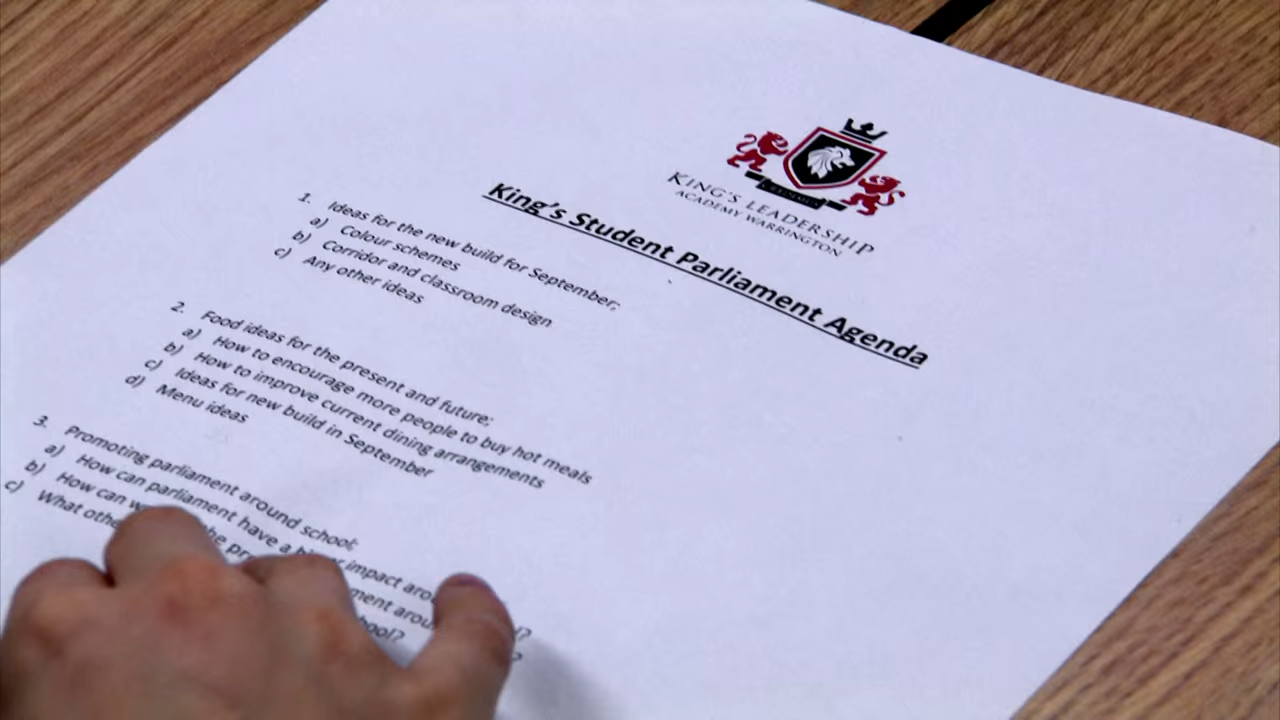 KING'S LEADERSHIP
ACADEMY WARRINGTON
King's Student Parliament Agenda
1. Ideas for the new build for September;
a) Colour schemes
b) Corridor and classroom design
c) Any other ideas
2. Food ideas for the present and future;
a) How to encourage more people to buy hot meals
b) How to improve current dining arrangements
c) Ideas for new build in September
d) Menu ideas
3. Promoting parliament around school;
a) How can parliament have a impact
b) How can
c) What